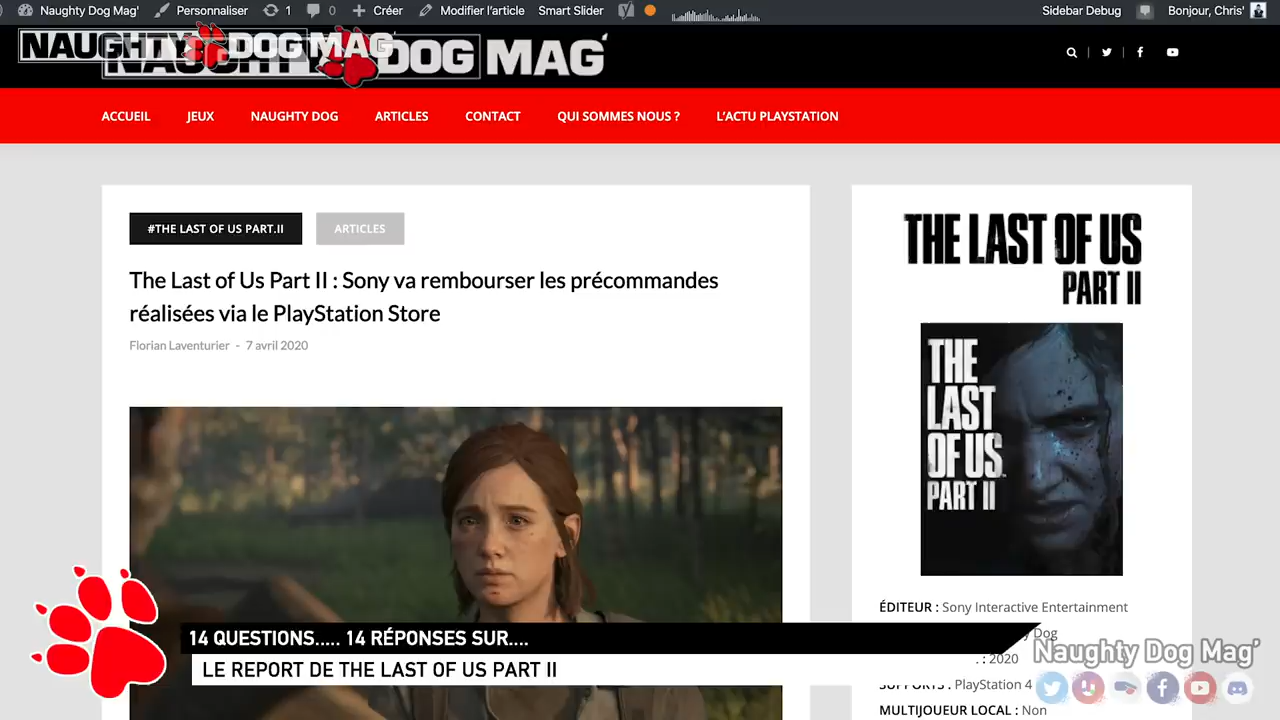 Naughty Dog Mag' Personnaliser 1 0 Créer Modifier l'article Smart Slider Sidebar Debug Bonjour, Chris'
NAUGHTY DOG MAG'
NAUGHTY DOG MAG'
ACCUEIL JEUX NAUGHTY DOG ARTICLES CONTACT QUI SOMMES NOUS ? L'ACTU PLAYSTATION
#THE LAST OF US PART.II ARTICLES
The Last of Us Part II : Sony va rembourser les précommandes
réalisées via le PlayStation Store
Florian Laventurier - 7 avril 2020
THE LAST OF US
PART II
THE
LAST
OF US
PART II
ÉDITEUR : Sony Interactive Entertainment
Dog
. : 2020
SUPPORTS : PlayStation 4
MULTIJOUEUR LOCAL : Non
14 QUESTIONS..... 14 RÉPONSES SUR....
LE REPORT DE THE LAST OF US PART II
Naughty Dog Mag'